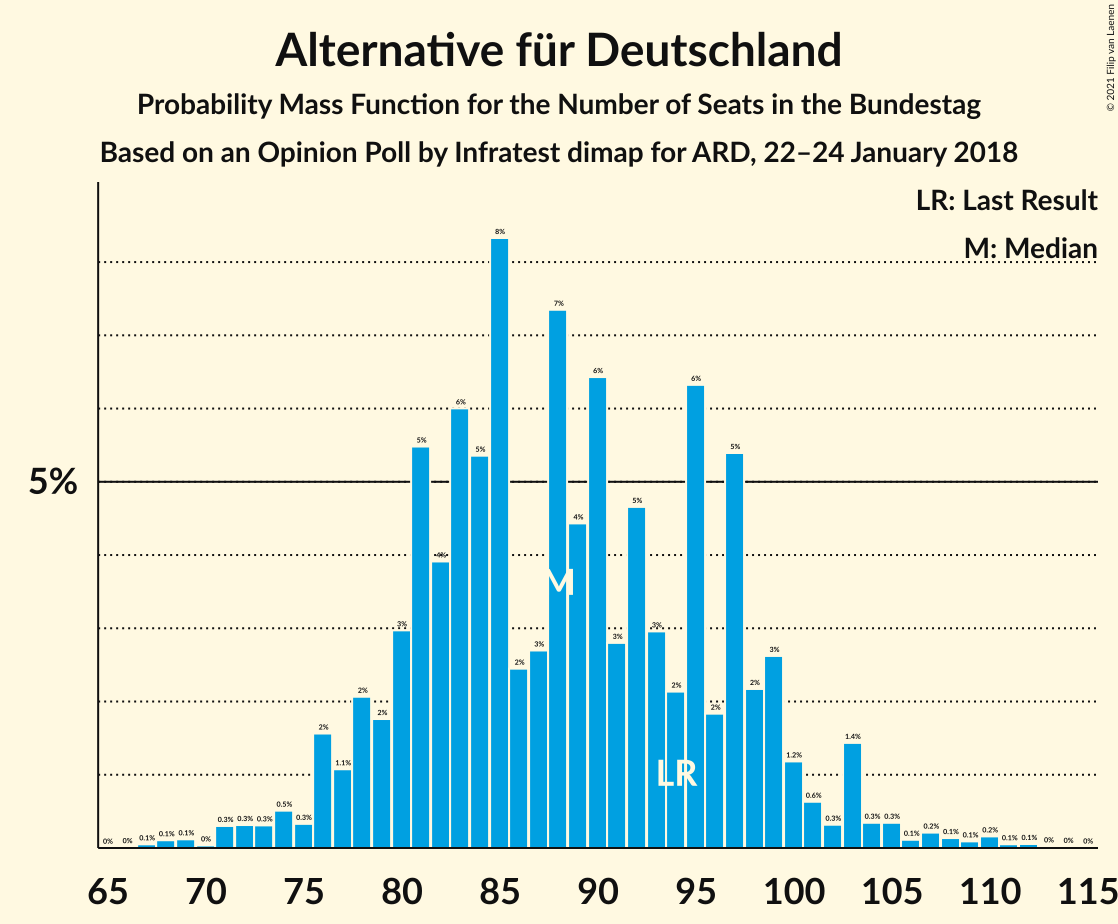 Alternative für Deutschland
Probability Mass Function for the Number of Seats in the Bundestag
Based on an Opinion Poll by Infratest dimap for ARD, 22–24 January 2018
© 2021 Filip van Laenen
LR: Last Result
M: Median
5%
0% 0% 0.1% 0.1% 0.1% 0% 0.3% 0.3% 0.3% 0.5% 0.3% 2% 1.1% 2% 2% 3% 5% 4% 6% 5% 8% 2% 3% 7% 4% 6% 3% 5% 3% 2% 6% 2% 5% 2% 3% 1.2% 0.6% 0.3% 1.4% 0.3% 0.3% 0.1% 0.2% 0.1% 0.1% 0.2% 0.1% 0.1% 0% 0% 0%
M
LR
65 70 75 80 85 90 95 100 105 110 115